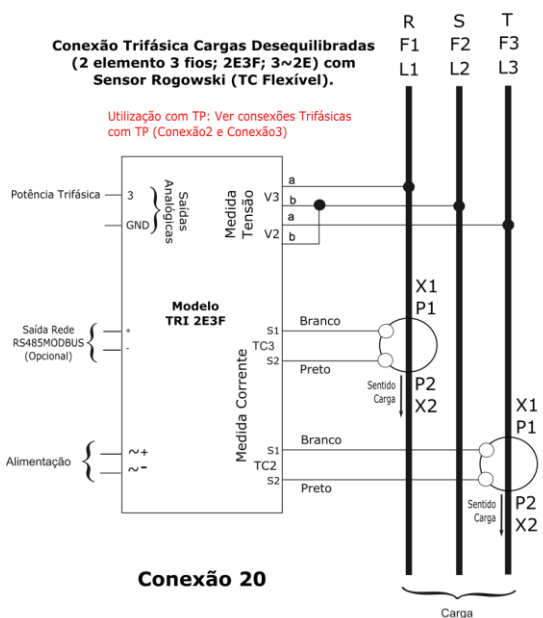 R S T
F1 F2 F3
L1 L2 L3
Conexão Trifásica Cargas Desequilibradas
(2 elemento 3 fios; 2E3F; 3~2E) com
Sensor Rogowski (TC Flexível).
Utilização com TP: Ver consexões Trifásicas
com TP (Conexão2 e Conexão3)
Potência Trifásica
3
GND
Saídas
Analógicas
Medida
Tensão
a
V3
b
a
V2
b
Modelo
TRI 2E3F
Saída Rede
RS485MODBUS
(Opcional)
+
-
Medida Corrente
S1
TC3
S2
Branco
Preto
X1
P1
Sentido
Carga
P2
X2
Alimentação
~+
~-
S1
TC2
S2
Branco
Preto
X1
P1
Sentido
Carga
P2
X2
Conexão 20
Carga